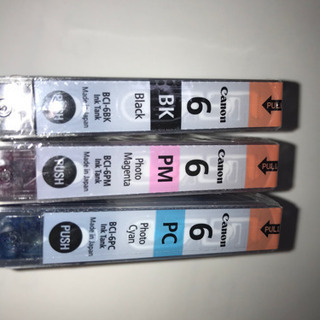 Canon
6
BK
Black
BCI-6BK
Ink Tank
Made in Japan
PUSH
PULL
Canon
6
PM
Photo
Magenta
BCI-6PM
Ink Tank
Made in Japan
PUSH
PULL
Canon
6
PC
Photo
Cyan
BCI-6PC
Ink Tank
Made in Japan
PUSH
PULL